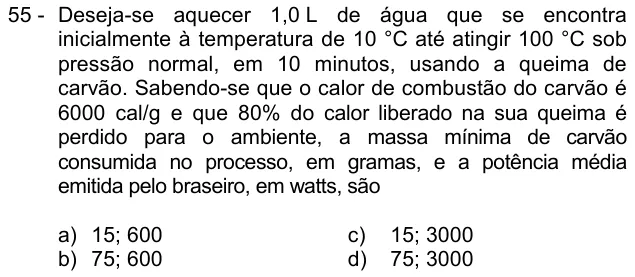 55 - Deseja-se aquecer 1,0 L de água que se encontra
inicialmente à temperatura de 10 °C até atingir 100 °C sob
pressão normal, em 10 minutos, usando a queima de
carvão. Sabendo-se que o calor de combustão do carvão é
6000 cal/g e que 80% do calor liberado na sua queima é
perdido para o ambiente, a massa mínima de carvão
consumida no processo, em gramas, e a potência média
emitida pelo braseiro, em watts, são
a) 15; 600
c) 15; 3000
b) 75; 600
d) 75; 3000